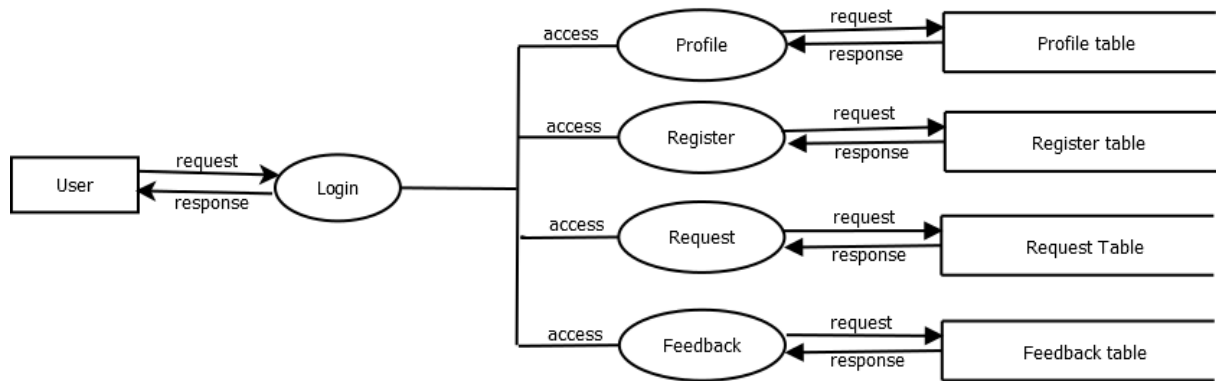 request
access
Profile
Profile table
response
request
access
Register
Register table
response
request
User
Login
response
request
access
Request
Request Table
response
request
access
Feedback
Feedback table
response